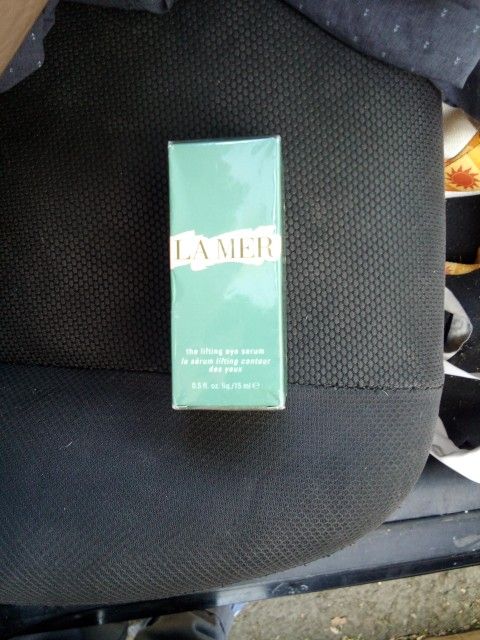 LA MER
the lifting eye serum
le sérum lifting contour
des yeux
0.5 fl. oz. liq./15 ml ℮